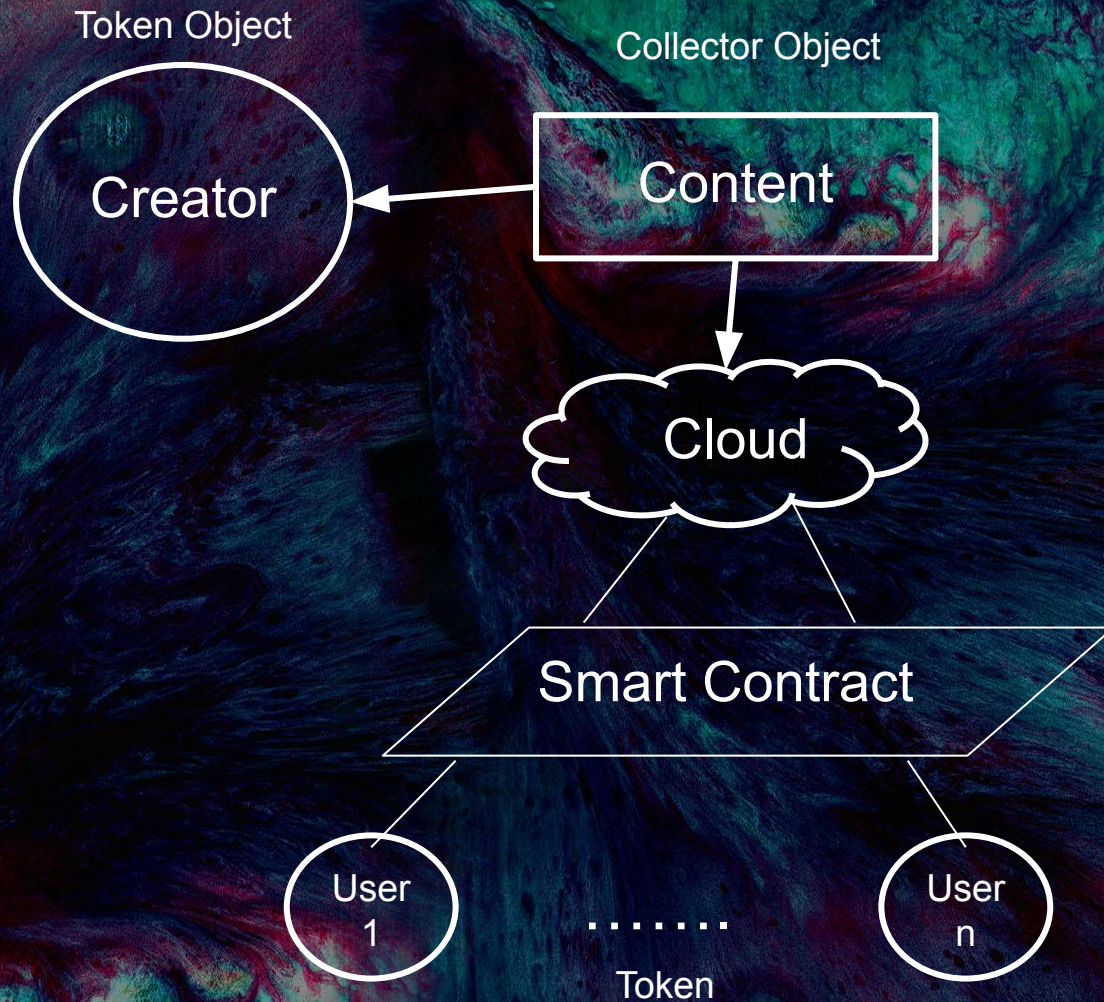 Token Object
Collector Object
Creator
Content
Cloud
Smart Contract
User
1
.......
User
n
Token